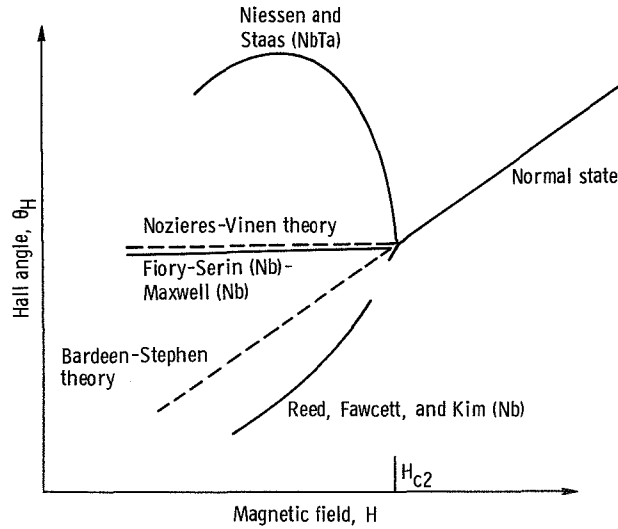 Niessen and
Staas (NbTa)
Normal state
Nozieres-Vinen theory
Fiory-Serin (Nb)-
Maxwell (Nb)
Hall angle, θH
Bardeen-Stephen
theory
Reed, Fawcett, and Kim (Nb)
Hc2
Magnetic field, H